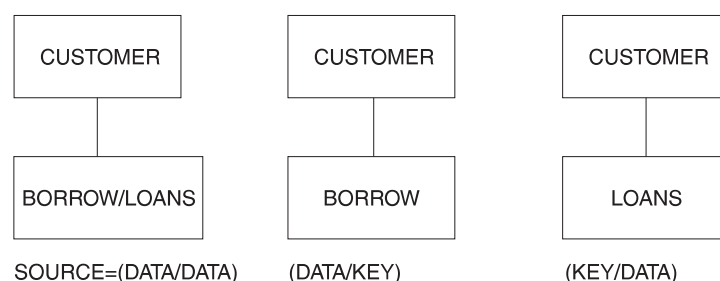 CUSTOMER CUSTOMER CUSTOMER
BORROW/LOANS BORROW LOANS
SOURCE=(DATA/DATA) (DATA/KEY) (KEY/DATA)